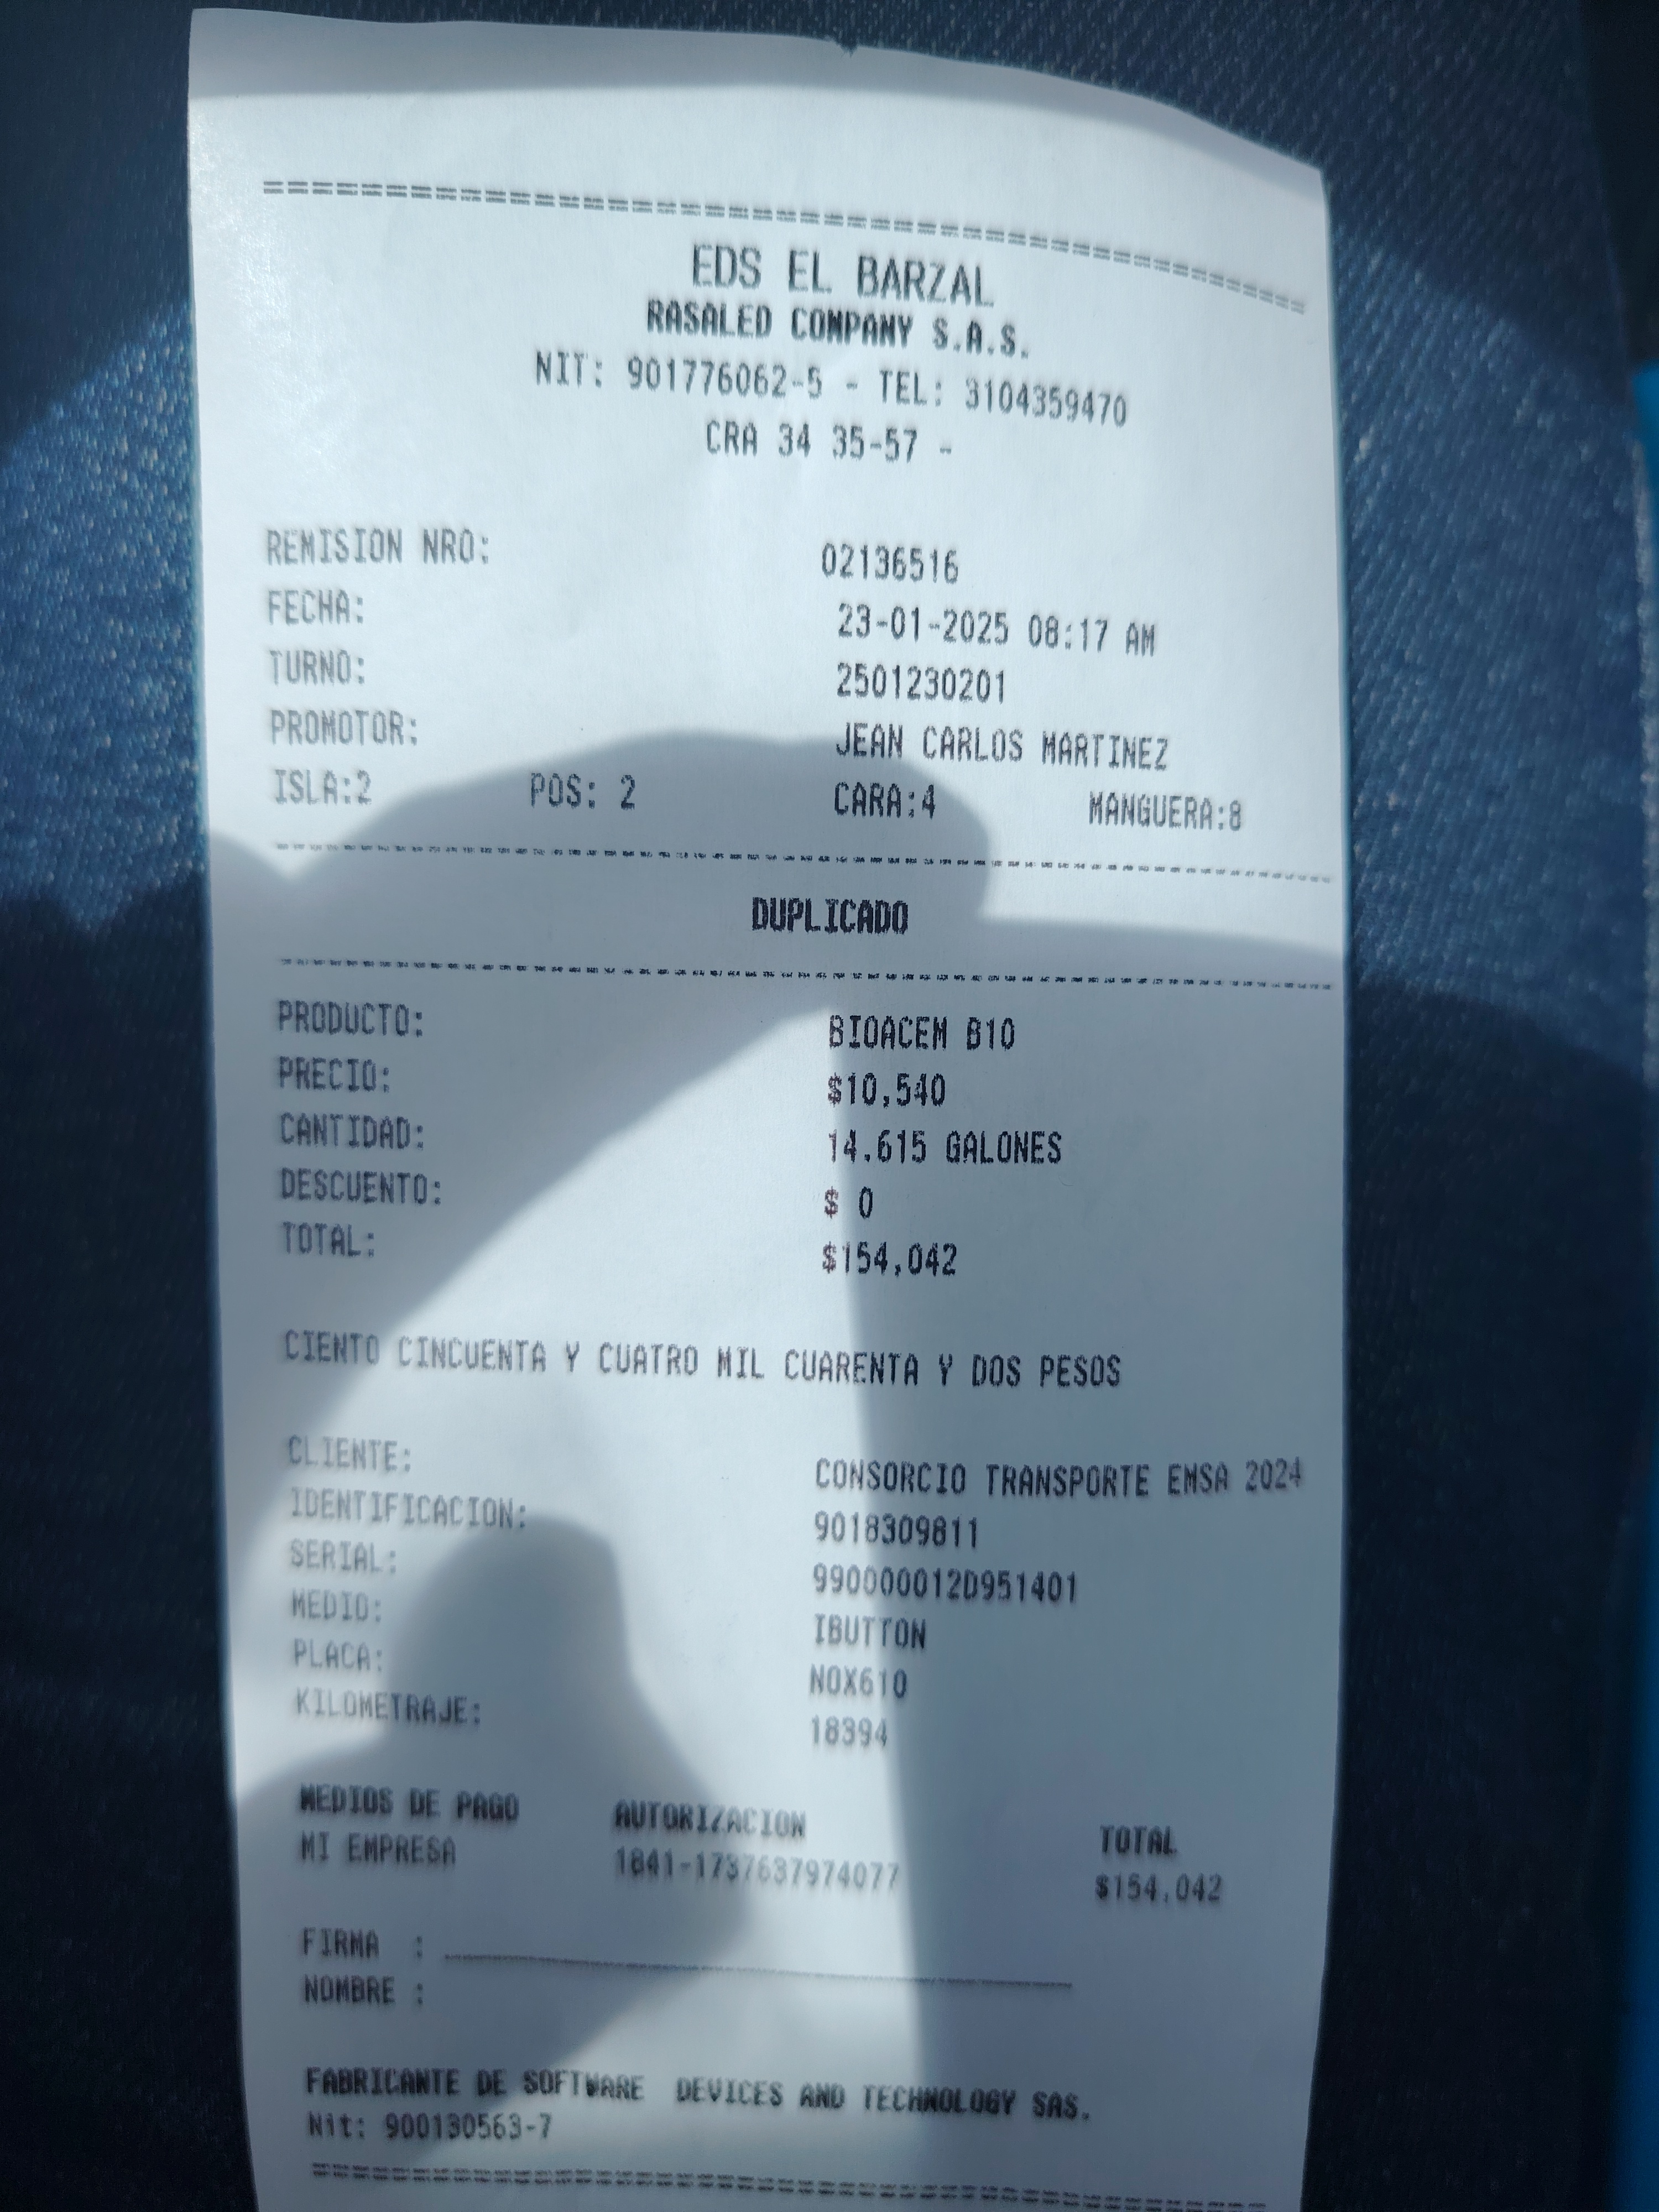 ================================================
EDS EL BARZAL
RASALED COMPANY S.A.S.
NIT: 901776062-5 - TEL: 3104359470
CRA 34 35-57 -
REMISION NRO: 02136516
FECHA: 23-01-2025 08:17 AM
TURNO: 2501230201
PROMOTOR: JEAN CARLOS MARTINEZ
ISLA:2 POS: 2 CARA:4 MANGUERA:8
DUPLICADO
PRODUCTO: BIOACEM B10
PRECIO: $10,540
CANTIDAD: 14.615 GALONES
DESCUENTO: $ 0
TOTAL: $154,042
CIENTO CINCUENTA Y CUATRO MIL CUARENTA Y DOS PESOS
CLIENTE: CONSORCIO TRANSPORTE EMSA 2024
IDENTIFICACION: 9018309811
SERIAL: 990000012D951401
MEDIO: IBUTTON
PLACA: NOX610
KILOMETRAJE: 18394
MEDIOS DE PAGO AUTORIZACION TOTAL
MI EMPRESA 1841-1737637974077 $154,042
FIRMA :
NOMBRE :
FABRICANTE DE SOFTWARE DEVICES AND TECHNOLOGY SAS.
Nit: 900130563-7
================================================